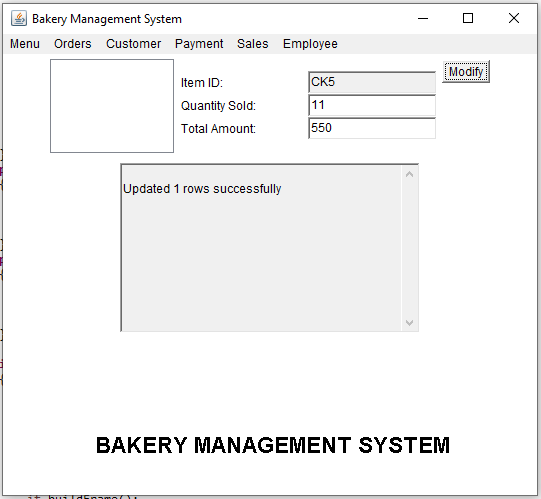 Bakery Management System
Menu Orders Customer Payment Sales Employee
Item ID: CK5 Modify
Quantity Sold: 11
Total Amount: 550
Updated 1 rows successfully
BAKERY MANAGEMENT SYSTEM